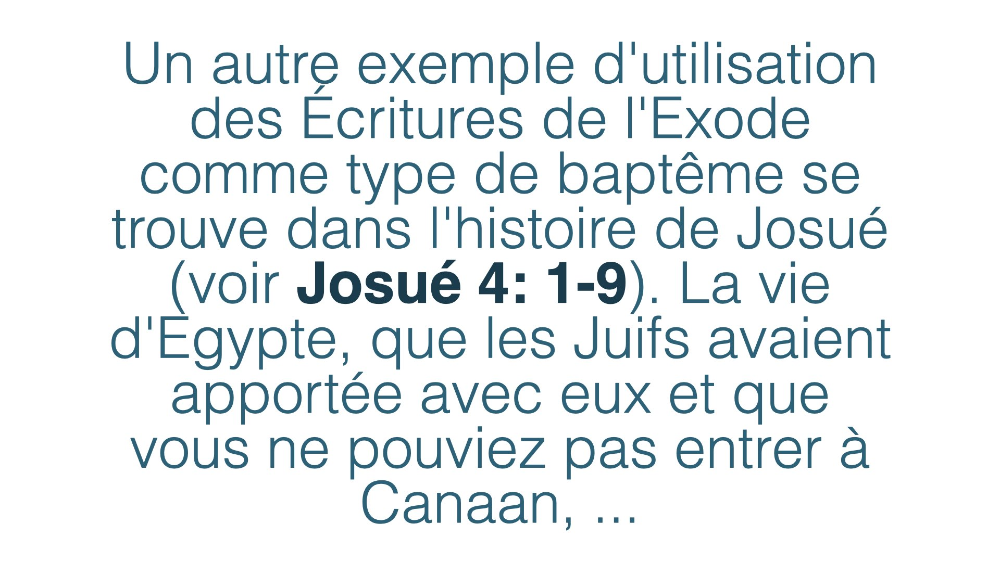 Un autre exemple d'utilisation
des Écritures de l'Exode
comme type de baptême se
trouve dans l'histoire de Josué
(voir Josué 4: 1-9). La vie
d'Egypte, que les Juifs avaient
apportée avec eux et que
vous ne pouviez pas entrer à
Canaan, ...